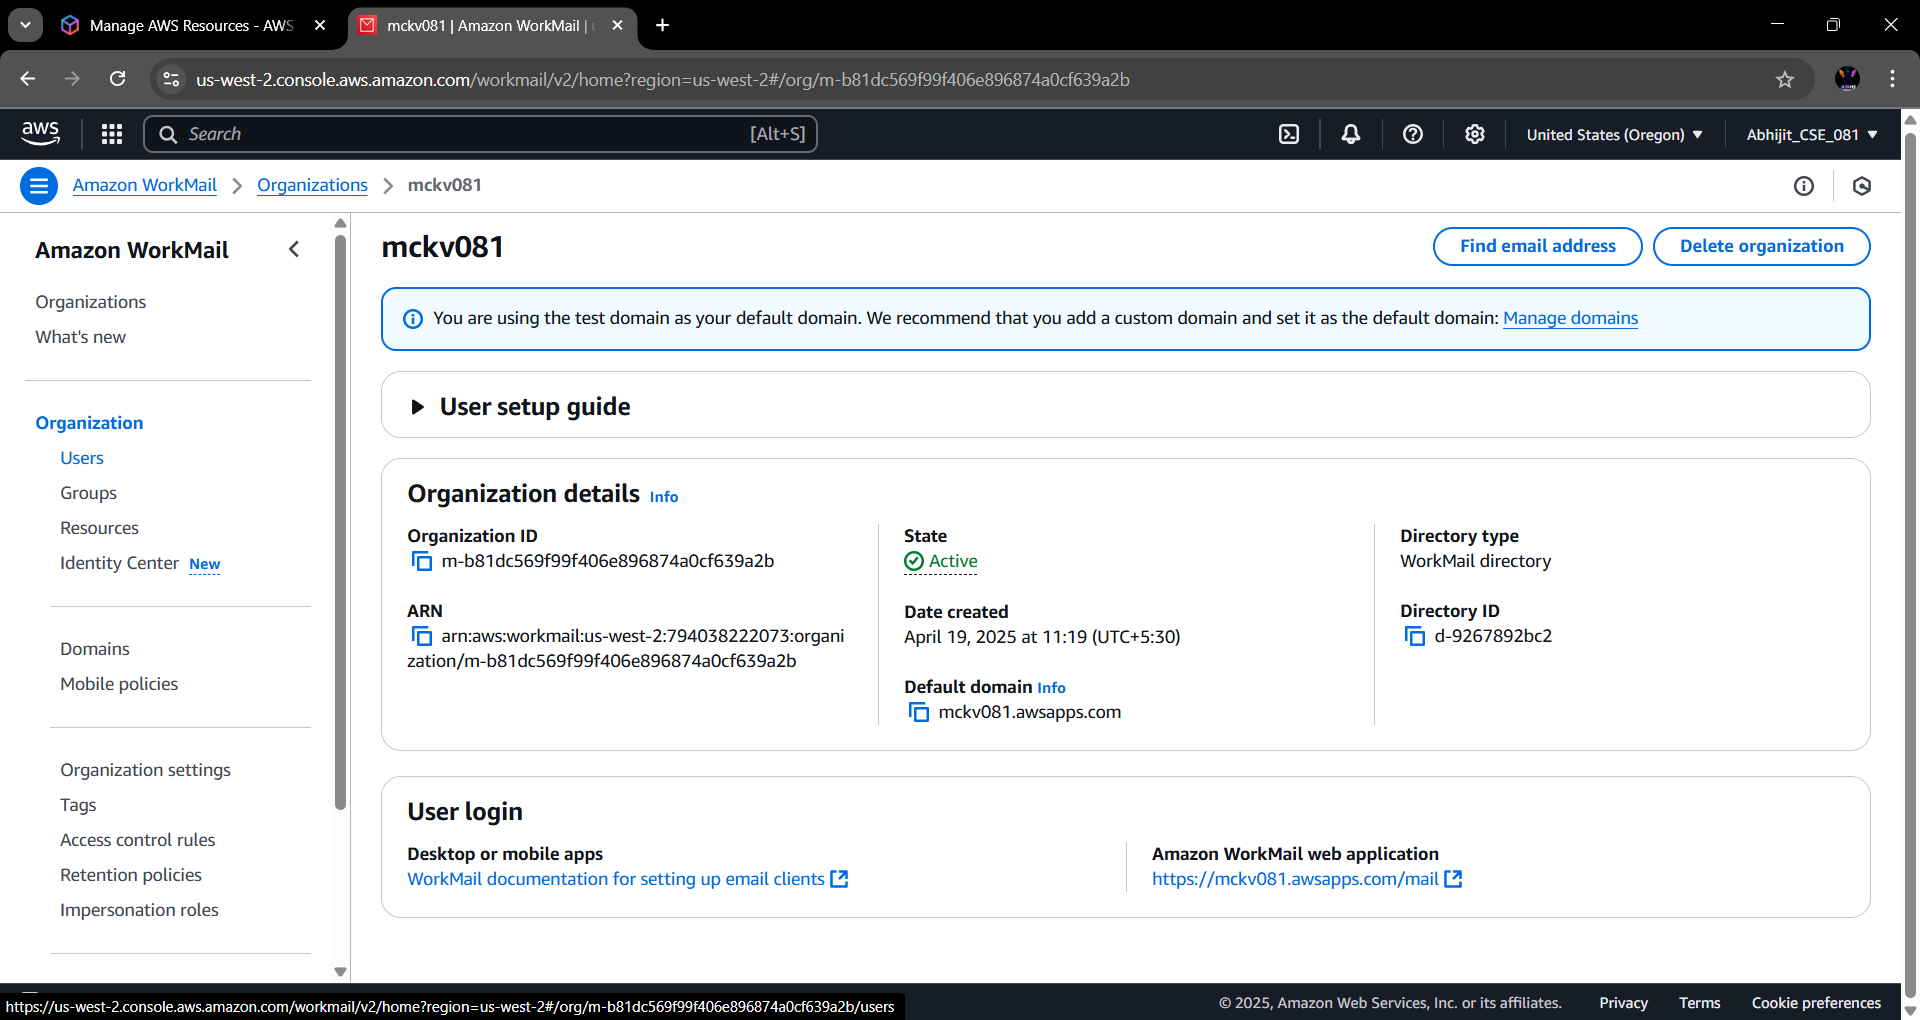 Manage AWS Resources - AWS
mckv081 | Amazon WorkMail |
us-west-2.console.aws.amazon.com/workmail/v2/home?region=us-west-2#/org/m-b81dc569f99f406e896874a0cf639a2b
aws
Search
[Alt+S]
United States (Oregon)
Abhijit_CSE_081
Amazon WorkMail
Organizations
mckv081
Amazon WorkMail
Organizations
What's new
Organization
Users
Groups
Resources
Identity Center New
Domains
Mobile policies
Organization settings
Tags
Access control rules
Retention policies
Impersonation roles
mckv081
Find email address
Delete organization
You are using the test domain as your default domain. We recommend that you add a custom domain and set it as the default domain: Manage domains
User setup guide
Organization details Info
Organization ID
m-b81dc569f99f406e896874a0cf639a2b
ARN
arn:aws:workmail:us-west-2:794038222073:organi
zation/m-b81dc569f99f406e896874a0cf639a2b
State
Active
Date created
April 19, 2025 at 11:19 (UTC+5:30)
Default domain Info
mckv081.awsapps.com
Directory type
WorkMail directory
Directory ID
d-9267892bc2
User login
Desktop or mobile apps
WorkMail documentation for setting up email clients
Amazon WorkMail web application
https://mckv081.awsapps.com/mail
https://us-west-2.console.aws.amazon.com/workmail/v2/home?region=us-west-2#/org/m-b81dc569f99f406e896874a0cf639a2b/users
© 2025, Amazon Web Services, Inc. or its affiliates.
Privacy
Terms
Cookie preferences